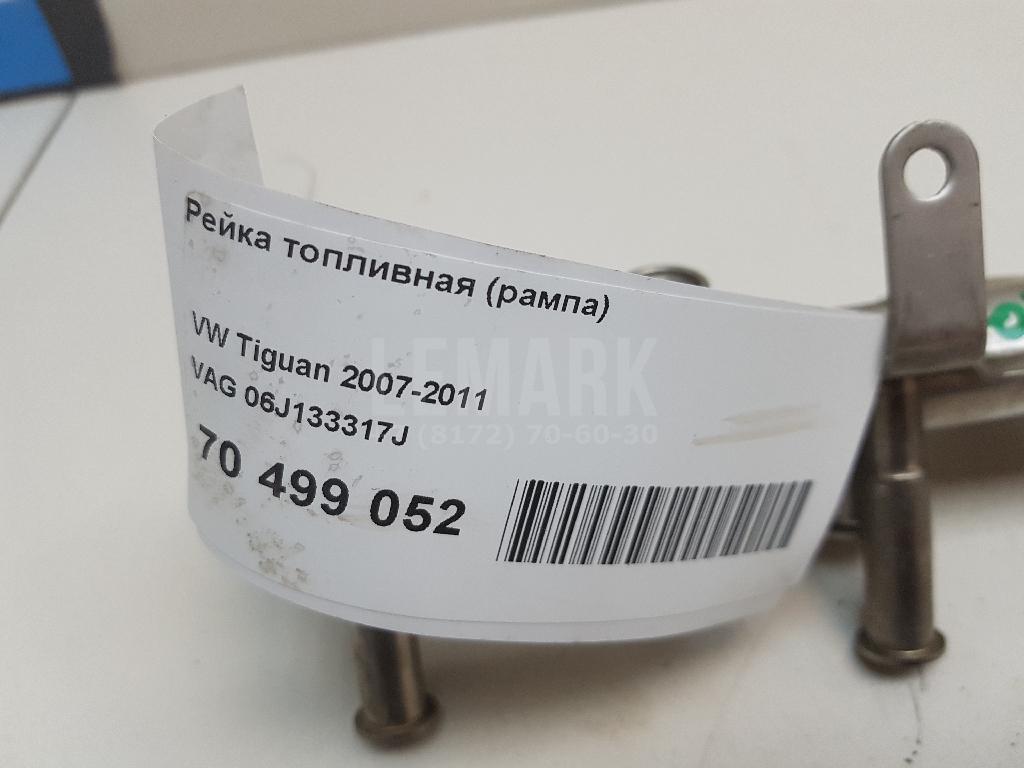 Рейка топливная (рампа)
VW Tiguan 2007-2011
VAG 06J133317J
70 499 052
LEMARK
(8172) 70-60-30